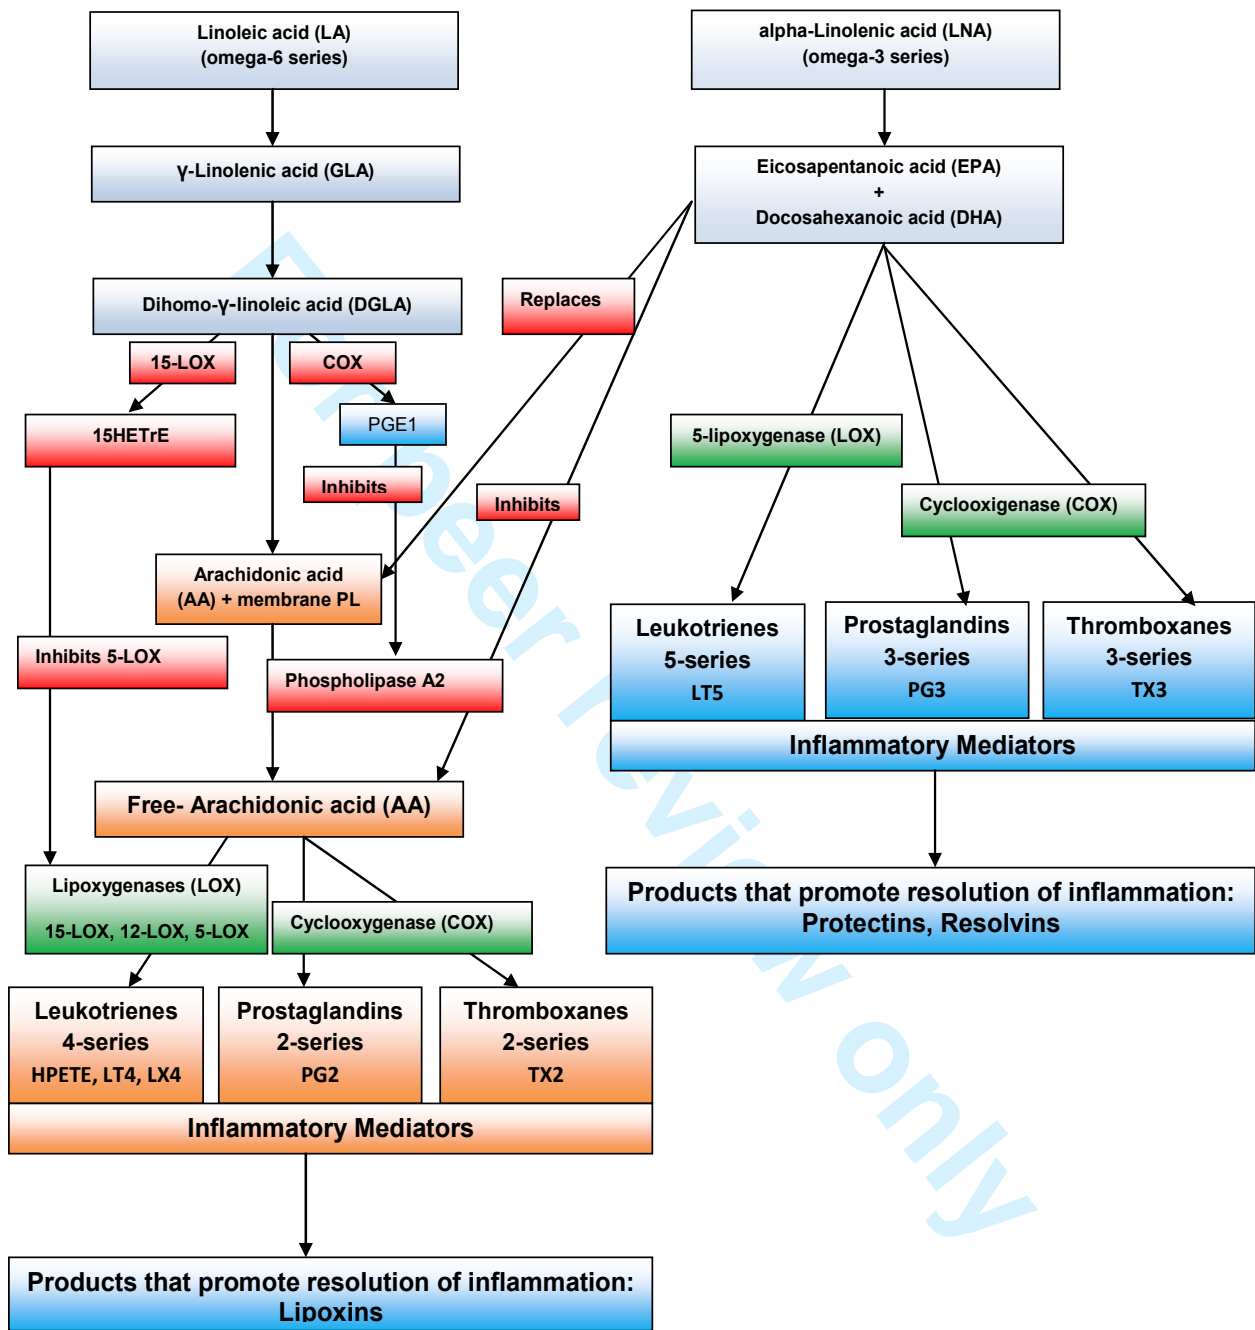 Linoleic acid (LA)
(omega-6 series)
alpha-Linolenic acid (LNA)
(omega-3 series)
γ-Linolenic acid (GLA)
Eicosapentanoic acid (EPA)
+
Docosahexanoic acid (DHA)
Dihomo-γ-linoleic acid (DGLA)
Replaces
15-LOX
COX
15HETrE
PGE1
5-lipoxygenase (LOX)
Inhibits
Inhibits
Cyclooxigenase (COX)
Arachidonic acid
(AA) + membrane PL
Leukotrienes
5-series
LT5
Prostaglandins
3-series
PG3
Thromboxanes
3-series
TX3
Inhibits 5-LOX
Phospholipase A2
Inflammatory Mediators
Free- Arachidonic acid (AA)
Lipoxygenases (LOX)
15-LOX, 12-LOX, 5-LOX
Cyclooxygenase (COX)
Products that promote resolution of inflammation:
Protectins, Resolvins
Leukotrienes
4-series
HPETE, LT4, LX4
Prostaglandins
2-series
PG2
Thromboxanes
2-series
TX2
Inflammatory Mediators
Products that promote resolution of inflammation:
Lipoxins
For peer review only